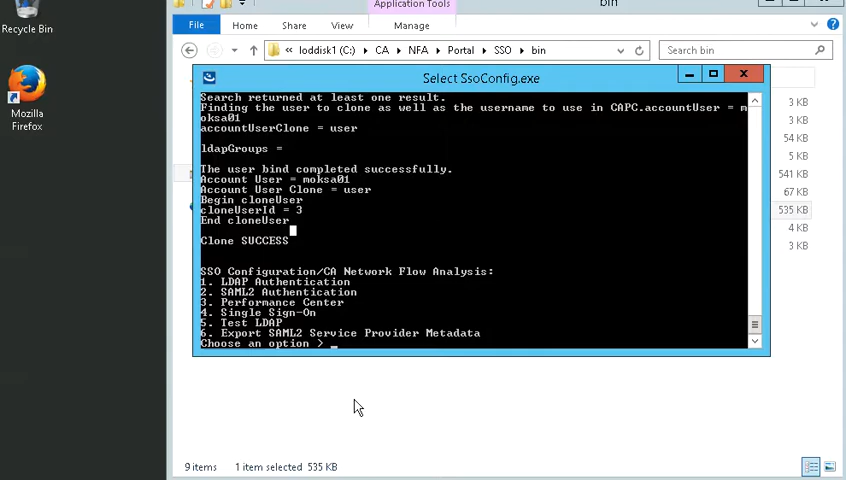 Application Tools
bin
Recycle Bin
File Home Share View Manage
« loddisk1 (C:) CA NFA Portal SSO bin
Search bin
Mozilla
Firefox
Select SsoConfig.exe
Search returned at least one result.
Finding the user to clone as well as the username to use in CAPC.accountUser = m
oksa01
accountUserClone = user
ldapGroups =
The user bind completed successfully.
Account User = moksa01
Account User Clone = user
Begin cloneUser
cloneUserId = 3
End cloneUser
Clone SUCCESS
SSO Configuration/CA Network Flow Analysis:
1. LDAP Authentication
2. SAML2 Authentication
3. Performance Center
4. Single Sign-On
5. Test LDAP
6. Export SAML2 Service Provider Metadata
Choose an option > _
3 KB
3 KB
54 KB
5 KB
541 KB
67 KB
535 KB
4 KB
3 KB
9 items 1 item selected 535 KB